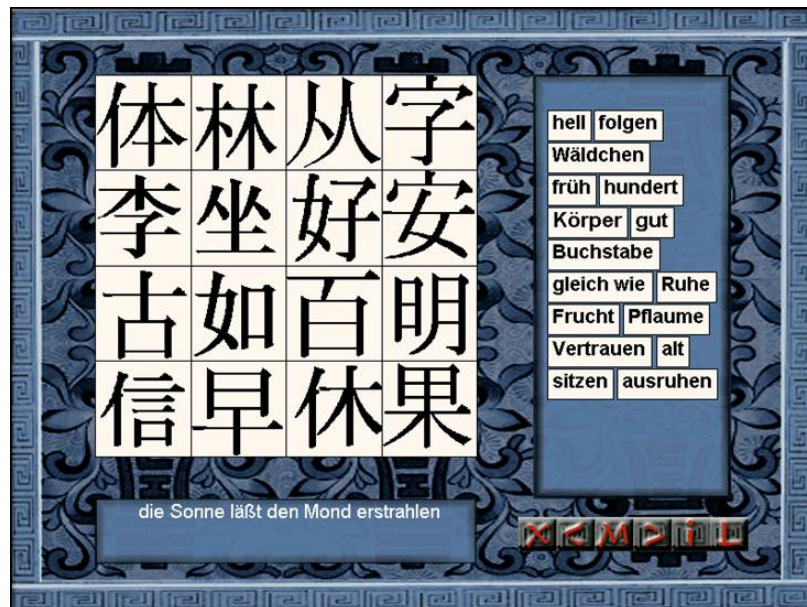 体林从字
李坐好安
古如百明
信早休果
hell folgen
Wäldchen
früh hundert
Körper gut
Buchstabe
gleich wie Ruhe
Frucht Pflaume
Vertrauen alt
sitzen ausruhen
die Sonne läßt den Mond erstrahlen
X < M > i L